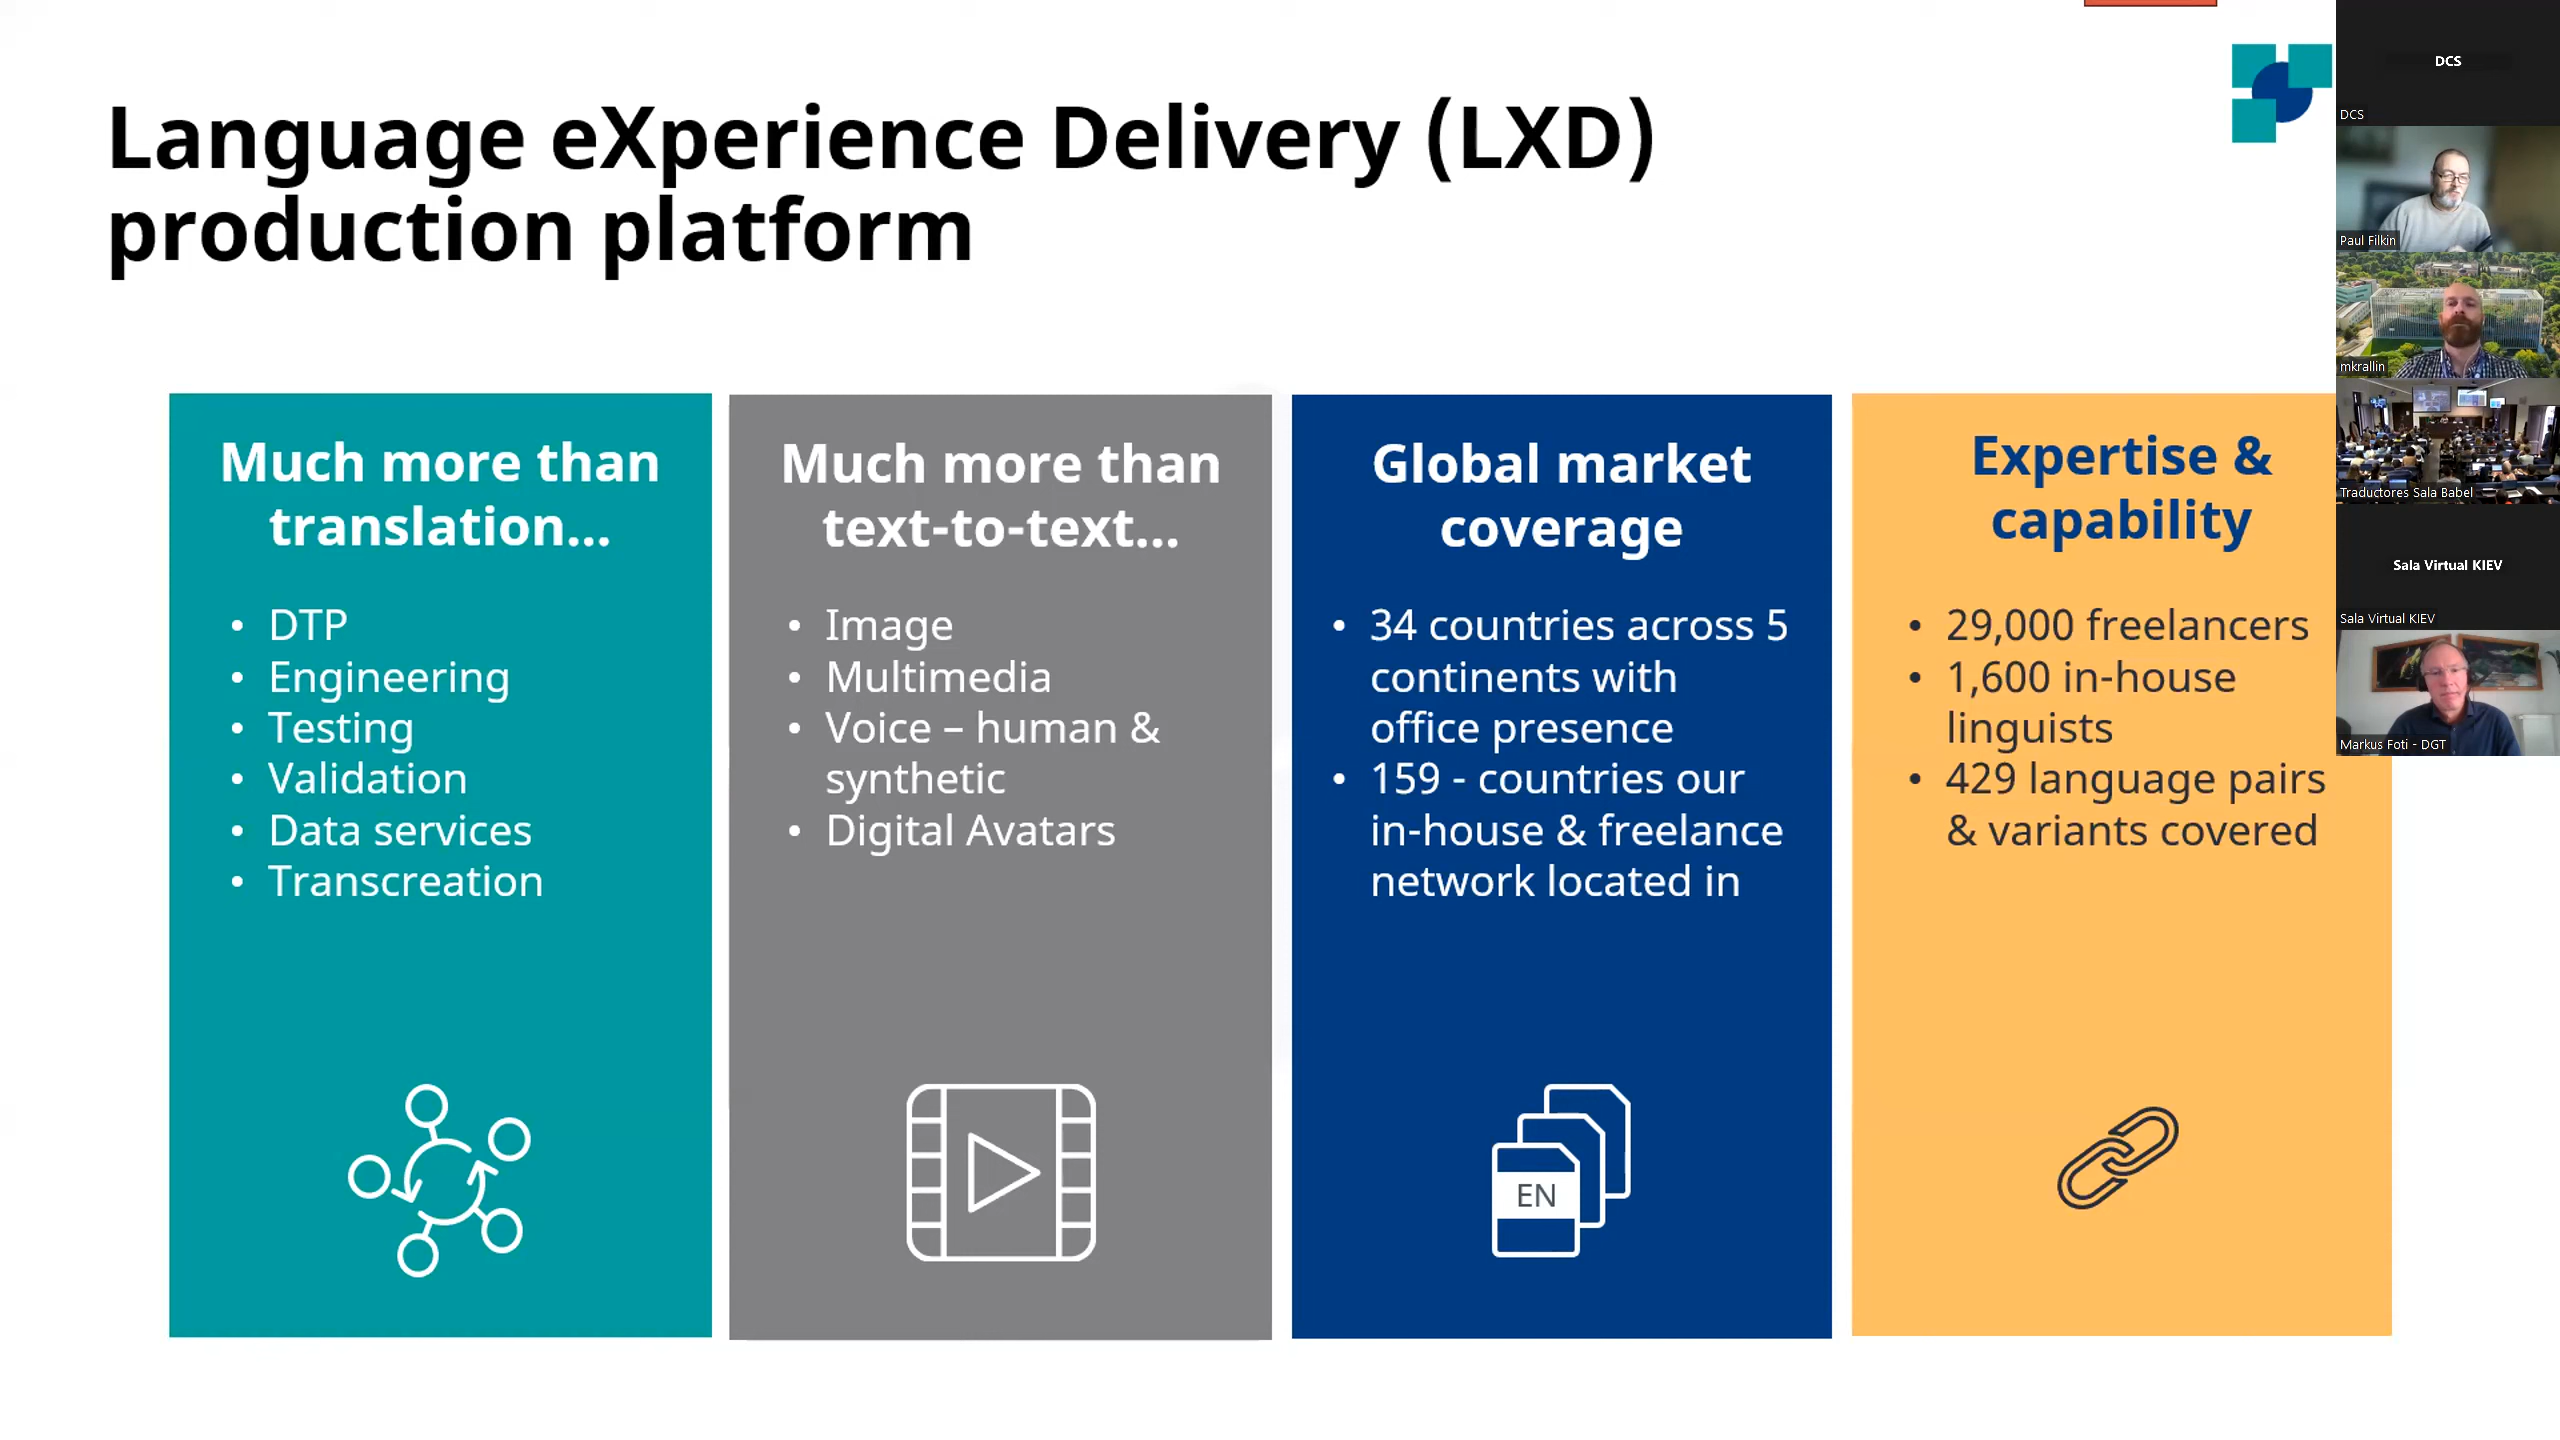 Language eXperience Delivery (LXD)
production platform
Much more than
translation...
• DTP
• Engineering
• Testing
• Validation
• Data services
• Transcreation
Much more than
text-to-text...
• Image
• Multimedia
• Voice – human &
synthetic
• Digital Avatars
Global market
coverage
• 34 countries across 5
continents with
office presence
• 159 - countries our
in-house & freelance
network located in
EN
Expertise &
capability
• 29,000 freelancers
• 1,600 in-house
linguists
• 429 language pairs
& variants covered
DCS
DCS
Paul Filkin
mkrallin
Traductores Sala Babel
Sala Virtual KIEV
Sala Virtual KIEV
Markus Foti - DGT